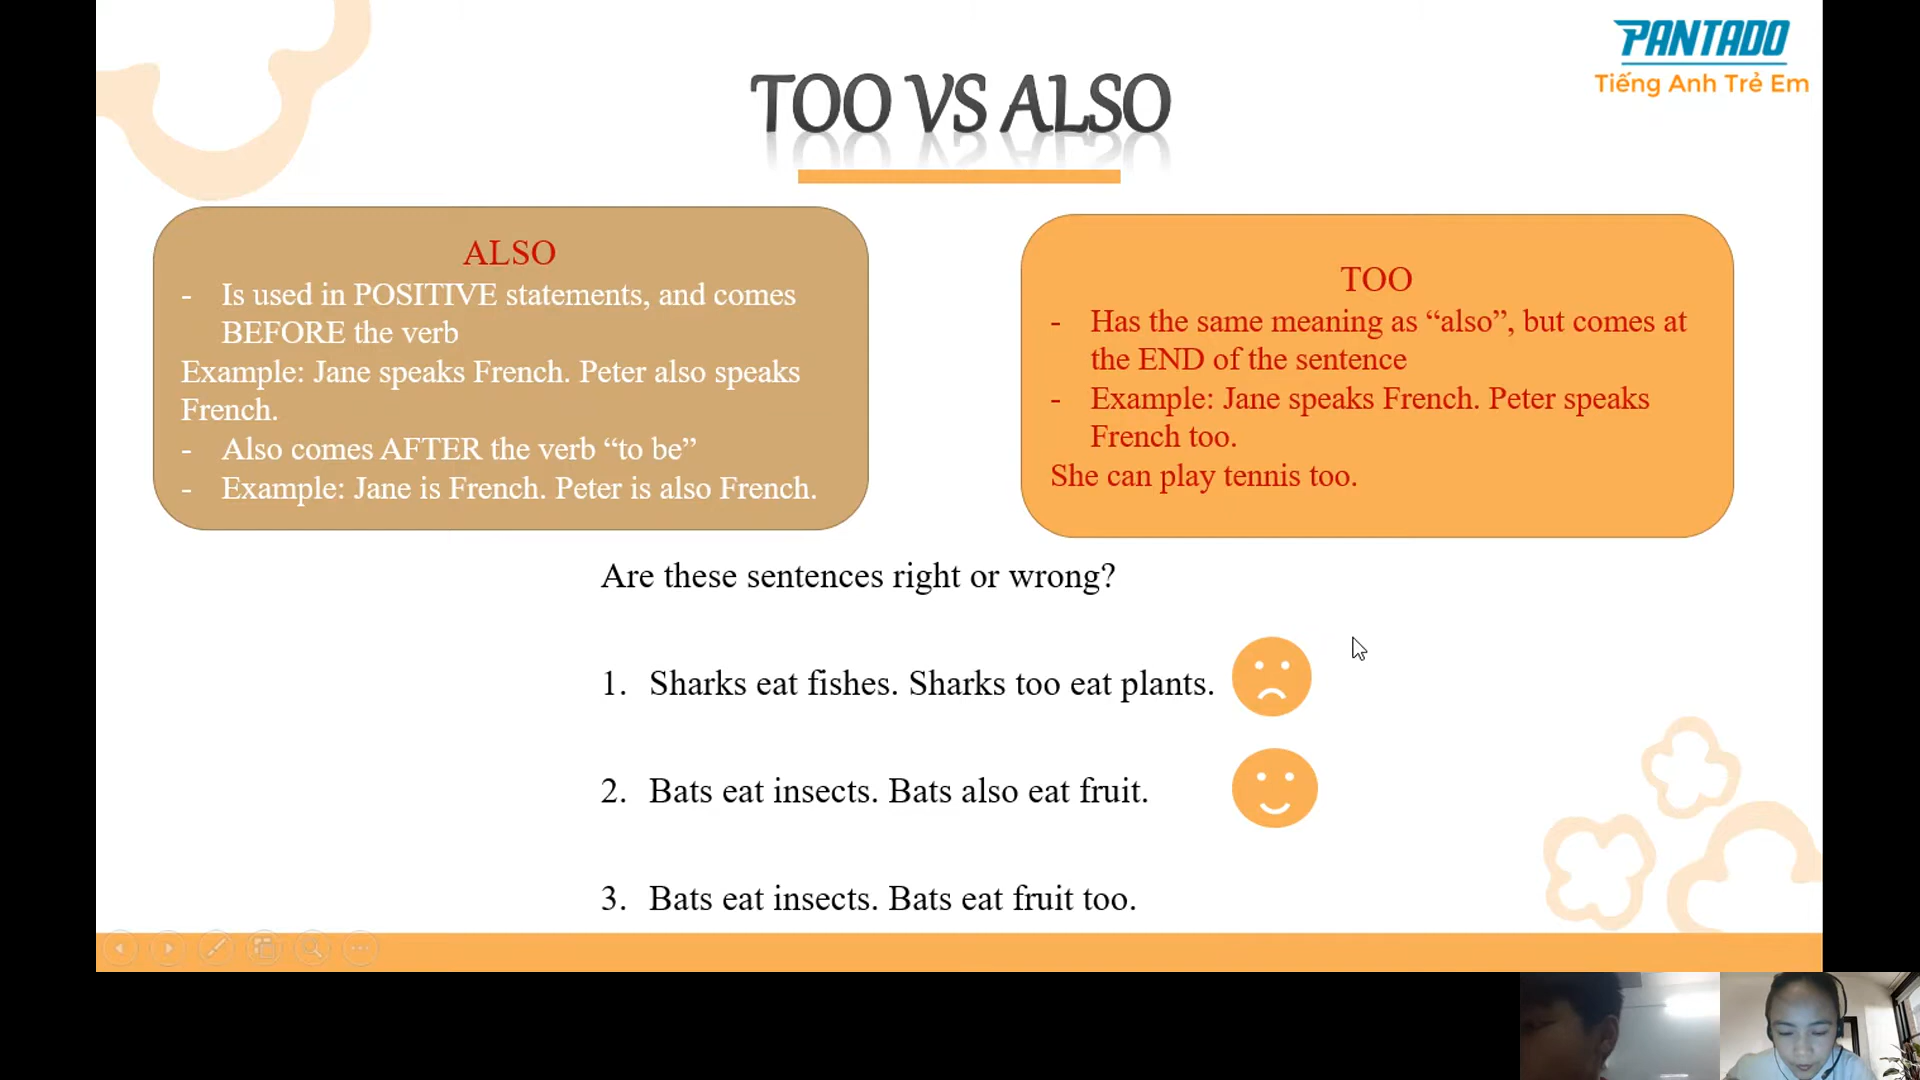 PANTADO
Tiếng Anh Trẻ Em
TOO VS ALSO
ALSO
- Is used in POSITIVE statements, and comes
BEFORE the verb
Example: Jane speaks French. Peter also speaks
French.
- Also comes AFTER the verb “to be”
- Example: Jane is French. Peter is also French.
TOO
- Has the same meaning as “also”, but comes at
the END of the sentence
- Example: Jane speaks French. Peter speaks
French too.
She can play tennis too.
Are these sentences right or wrong?
1. Sharks eat fishes. Sharks too eat plants.
2. Bats eat insects. Bats also eat fruit.
3. Bats eat insects. Bats eat fruit too.